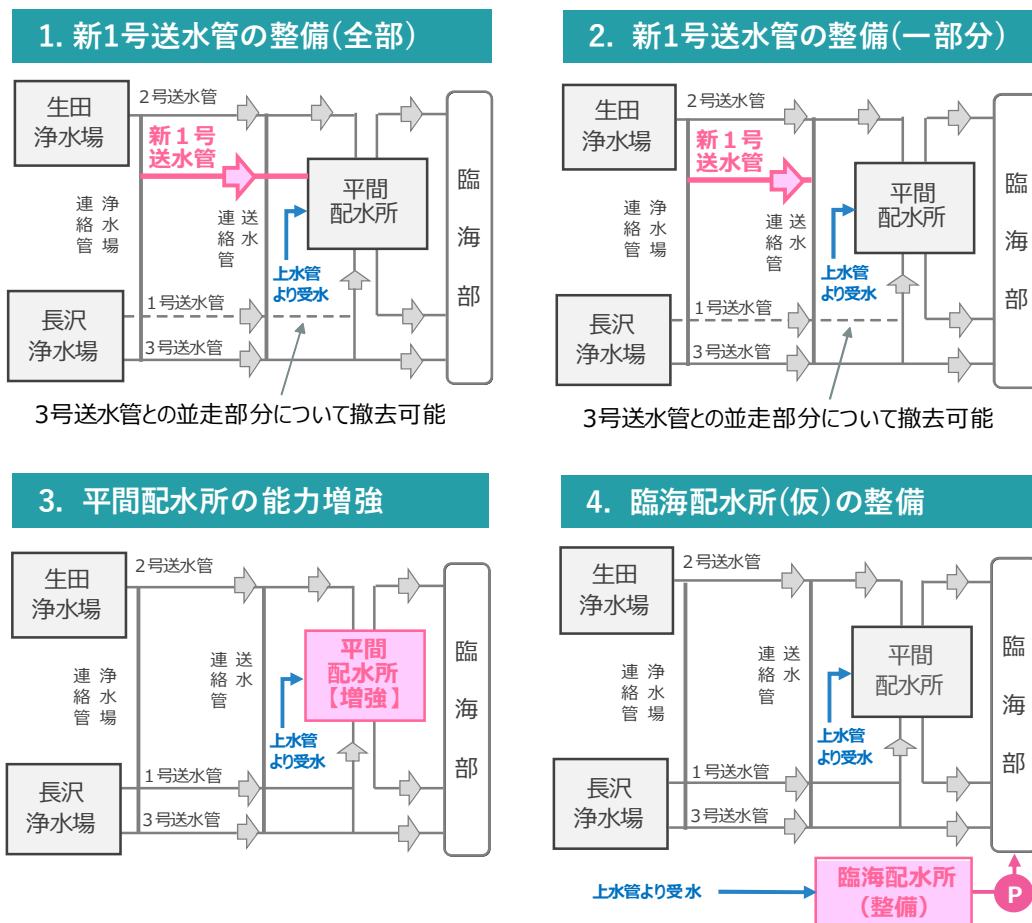 1. 新1号送水管の整備(全部)
生田
浄水場
2号送水管
新1号
送水管
平間
配水所
浄水場
連絡管
送水
連絡管
臨海部
上水管
より受水
長沢
浄水場
1号送水管
3号送水管
3号送水管との並走部分について撤去可能
2. 新1号送水管の整備(一部分)
生田
浄水場
2号送水管
新1号
送水管
平間
配水所
浄水場
連絡管
送水
連絡管
臨海部
上水管
より受水
長沢
浄水場
1号送水管
3号送水管
3号送水管との並走部分について撤去可能
3. 平間配水所の能力増強
生田
浄水場
2号送水管
平間
配水所
【増強】
浄水場
連絡管
送水
連絡管
臨海部
上水管
より受水
長沢
浄水場
1号送水管
3号送水管
4. 臨海配水所(仮)の整備
生田
浄水場
2号送水管
平間
配水所
浄水場
連絡管
送水
連絡管
臨海部
上水管
より受水
長沢
浄水場
1号送水管
3号送水管
上水管より受水
臨海配水所
(整備)
P